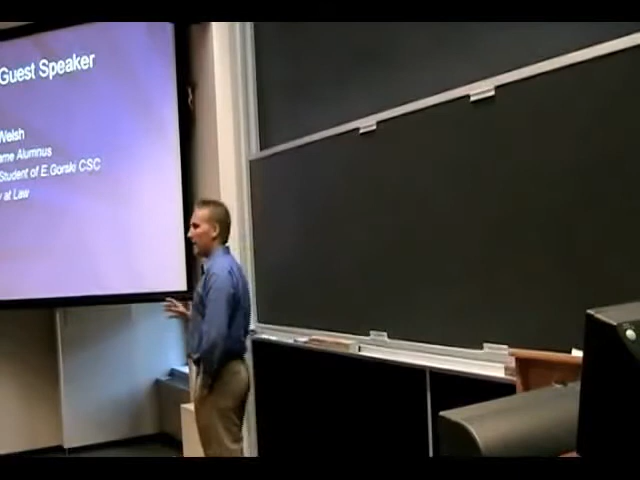 Guest Speaker
Welsh
ame Alumnus
Student of E.Gorski CSC
y at Law